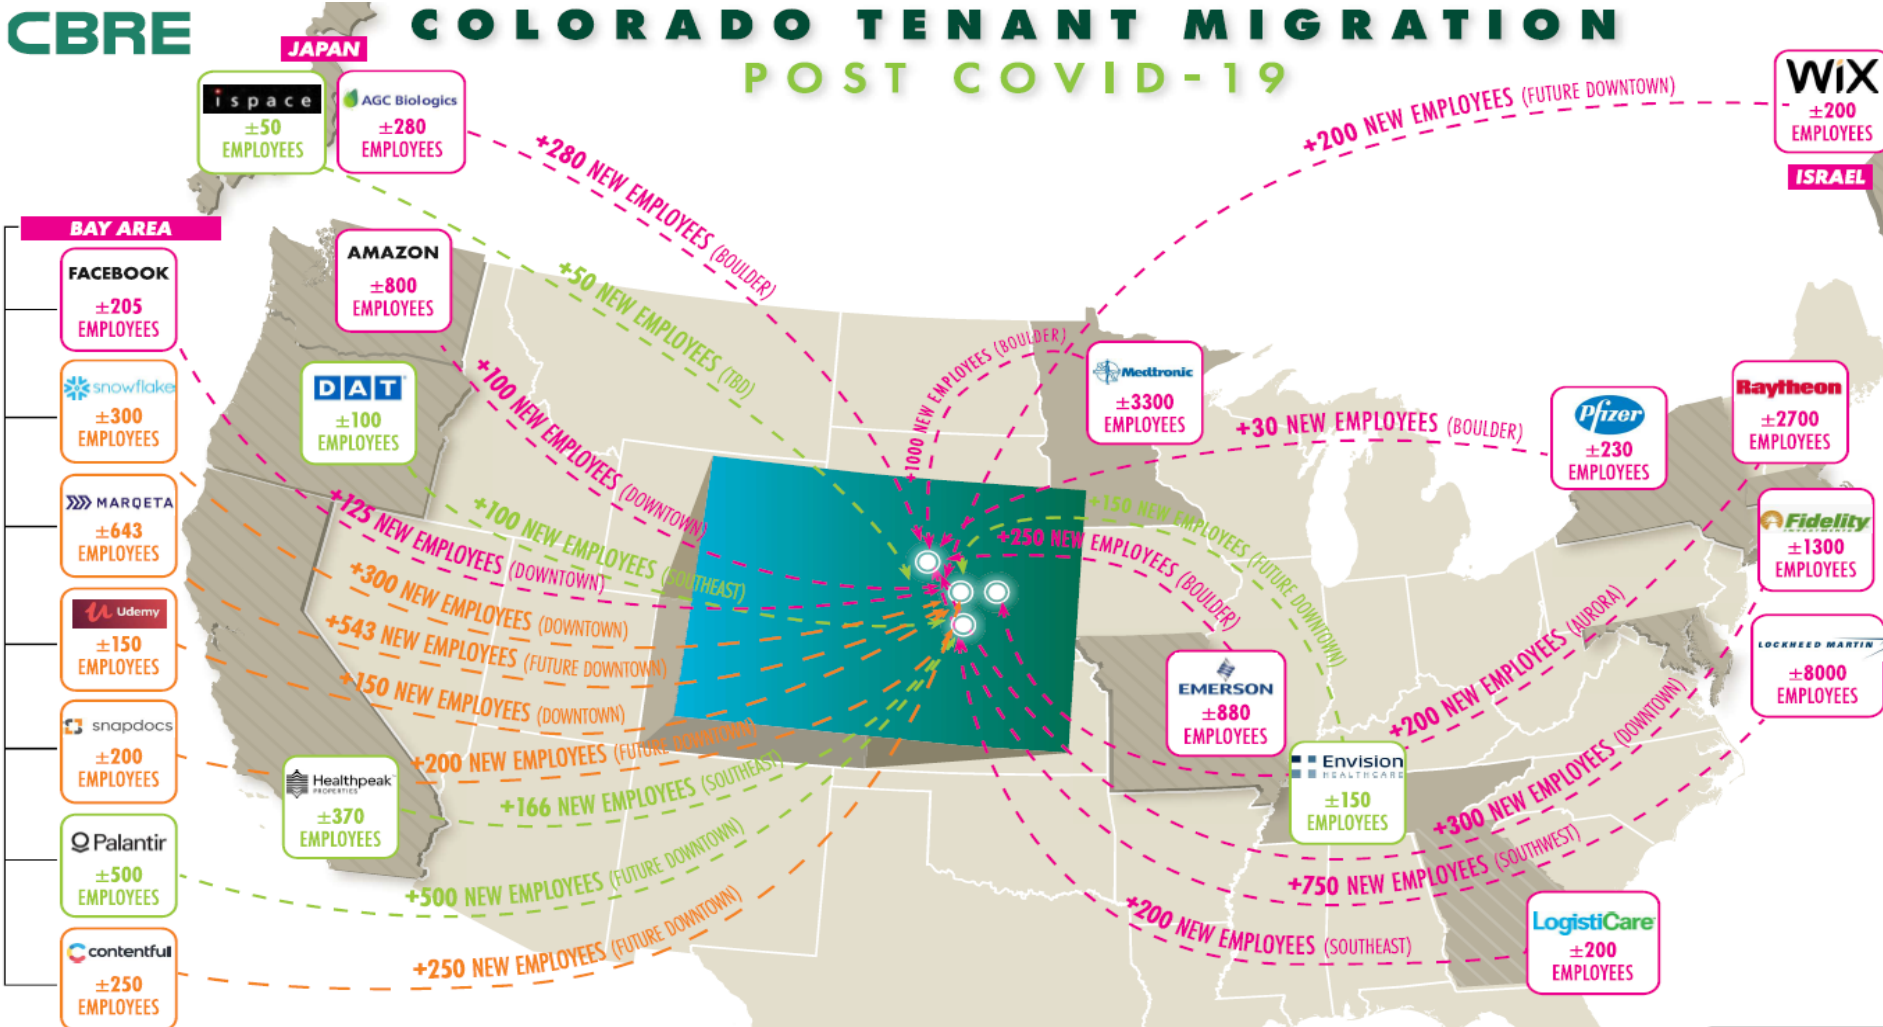 CBRE
COLORADO TENANT MIGRATION
POST COVID-19
JAPAN
ispace
±50
EMPLOYEES
AGC Biologics
±280
EMPLOYEES
WiX
±200
EMPLOYEES
ISRAEL
+280 NEW EMPLOYEES (BOULDER)
+200 NEW EMPLOYEES (FUTURE DOWNTOWN)
+50 NEW EMPLOYEES (TBD)
BAY AREA
FACEBOOK
±205
EMPLOYEES
snowflake
±300
EMPLOYEES
MARQETA
±643
EMPLOYEES
Udemy
±150
EMPLOYEES
snapdocs
±200
EMPLOYEES
Palantir
±500
EMPLOYEES
contentful
±250
EMPLOYEES
AMAZON
±800
EMPLOYEES
DAT
±100
EMPLOYEES
Healthpeak
PROPERTIES
±370
EMPLOYEES
+100 NEW EMPLOYEES (DOWNTOWN)
+100 NEW EMPLOYEES (SOUTHEAST)
+125 NEW EMPLOYEES (DOWNTOWN)
+300 NEW EMPLOYEES (DOWNTOWN)
+543 NEW EMPLOYEES (FUTURE DOWNTOWN)
+150 NEW EMPLOYEES (DOWNTOWN)
+200 NEW EMPLOYEES (FUTURE DOWNTOWN)
+166 NEW EMPLOYEES (SOUTHEAST)
+500 NEW EMPLOYEES (FUTURE DOWNTOWN)
+250 NEW EMPLOYEES (FUTURE DOWNTOWN)
+1000 NEW EMPLOYEES (BOULDER)
Medtronic
±3300
EMPLOYEES
+30 NEW EMPLOYEES (BOULDER)
Pfizer
±230
EMPLOYEES
Raytheon
±2700
EMPLOYEES
Fidelity
INVESTMENTS
±1300
EMPLOYEES
LOCKHEED MARTIN
±8000
EMPLOYEES
+150 NEW EMPLOYEES (FUTURE DOWNTOWN)
+250 NEW EMPLOYEES (BOULDER)
EMERSON
±880
EMPLOYEES
Envision
HEALTHCARE
±150
EMPLOYEES
+200 NEW EMPLOYEES (AURORA)
+300 NEW EMPLOYEES (DOWNTOWN)
+750 NEW EMPLOYEES (SOUTHWEST)
+200 NEW EMPLOYEES (SOUTHEAST)
LogistiCare
±200
EMPLOYEES